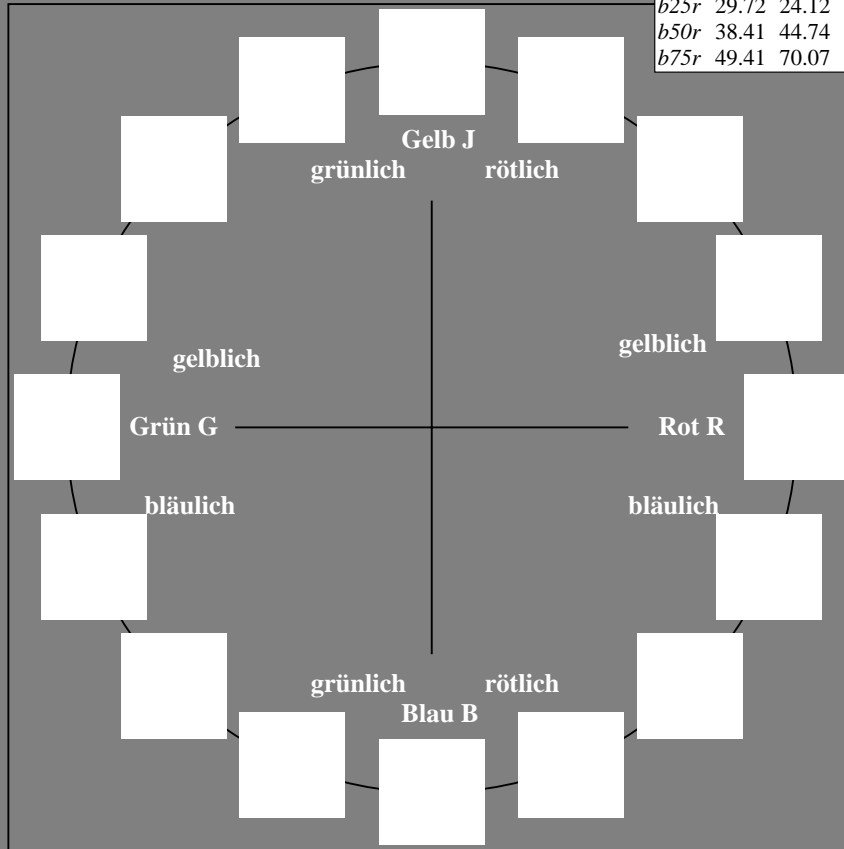 b25r 29.72 24.12
b50r 38.41 44.74
b75r 49.41 70.07
Gelb J
grünlich rötlich
gelblich
gelblich
Grün G
Rot R
bläulich
bläulich
grünlich rötlich
Blau B